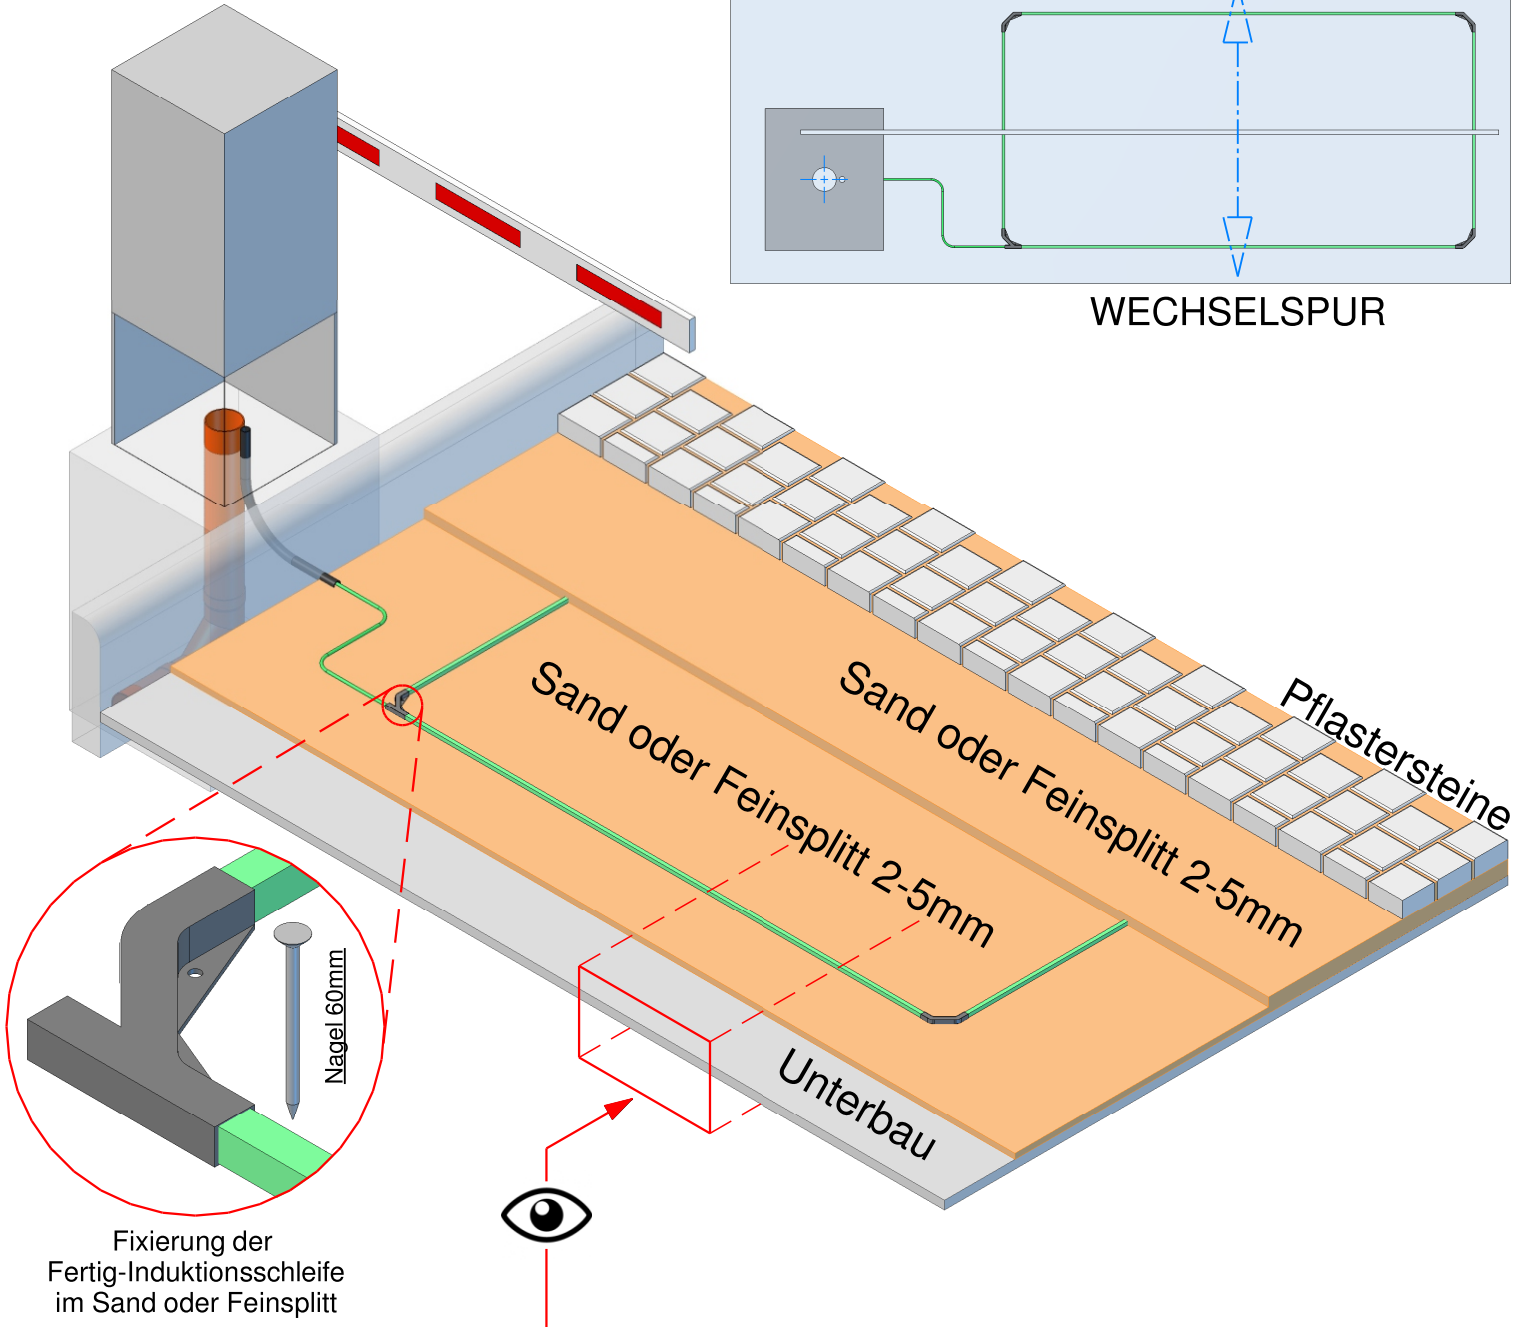 WECHSELSPUR
Pflastersteine
Sand oder Feinsplitt 2-5mm
Sand oder Feinsplitt 2-5mm
Unterbau
Nagel 60mm
Fixierung der
Fertig-Induktionsschleife
im Sand oder Feinsplitt